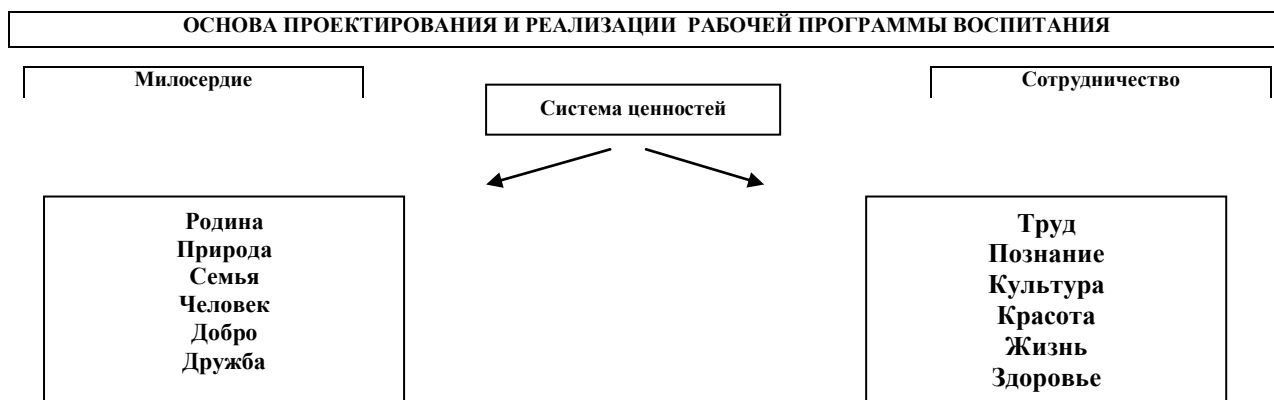 ОСНОВА ПРОЕКТИРОВАНИЯ И РЕАЛИЗАЦИИ РАБОЧЕЙ ПРОГРАММЫ ВОСПИТАНИЯ
Милосердие
Сотрудничество
Система ценностей
Родина
Природа
Семья
Человек
Добро
Дружба
Труд
Познание
Культура
Красота
Жизнь
Здоровье